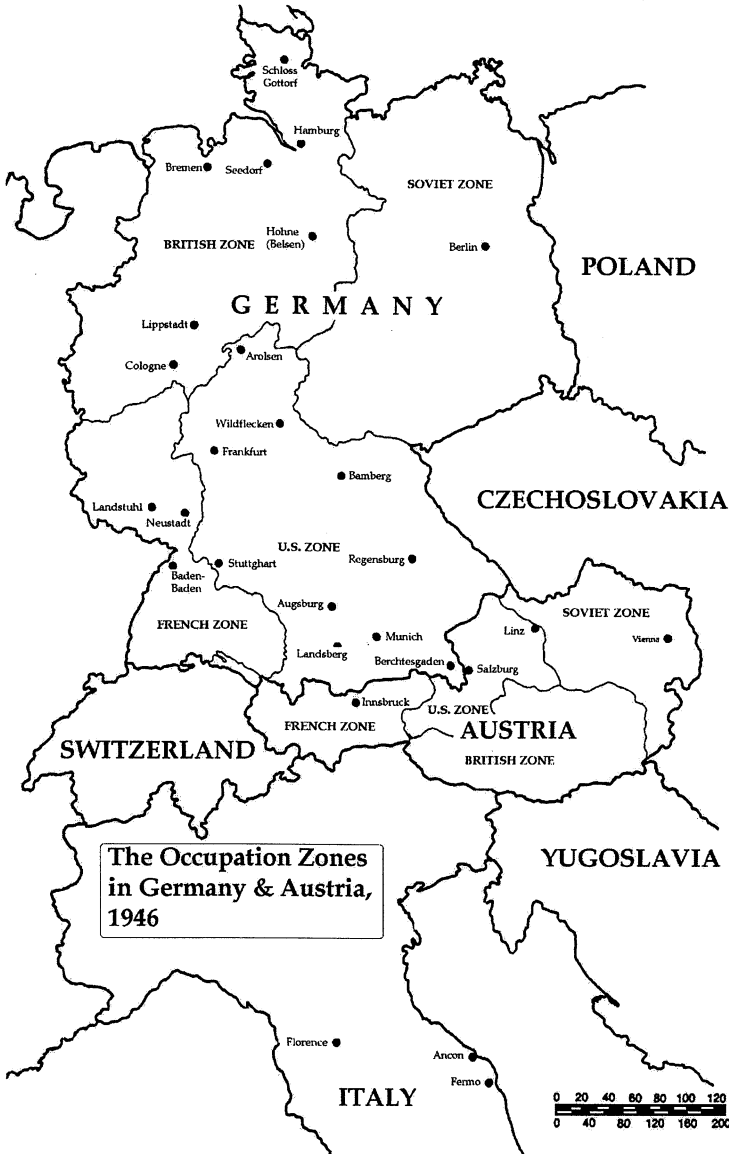 Schloss
Gottorf
Hamburg
Bremen
Seedorf
SOVIET ZONE
Hohne
(Belsen)
BRITISH ZONE
Berlin
POLAND
GERMANY
Lippstadt
Arolsen
Cologne
Wildflecken
Frankfurt
Bamberg
CZECHOSLOVAKIA
Landstuhl
Neustadt
U.S. ZONE
Regensburg
Stuttghart
Baden-
Baden
Augsburg
SOVIET ZONE
FRENCH ZONE
Linz
Vienna
Munich
Landsberg
Berchtesgaden
Salzburg
Innsbruck
U.S. ZONE
FRENCH ZONE
AUSTRIA
SWITZERLAND
BRITISH ZONE
The Occupation Zones
in Germany & Austria,
1946
YUGOSLAVIA
Florence
Ancon
Fermo
ITALY
0 20 40 60 80 100 120
0 40 80 120 160 200